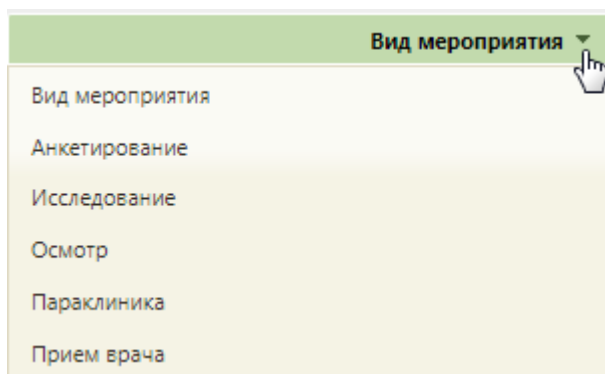 Вид мероприятия
Вид мероприятия
Анкетирование
Исследование
Осмотр
Параклиника
Прием врача